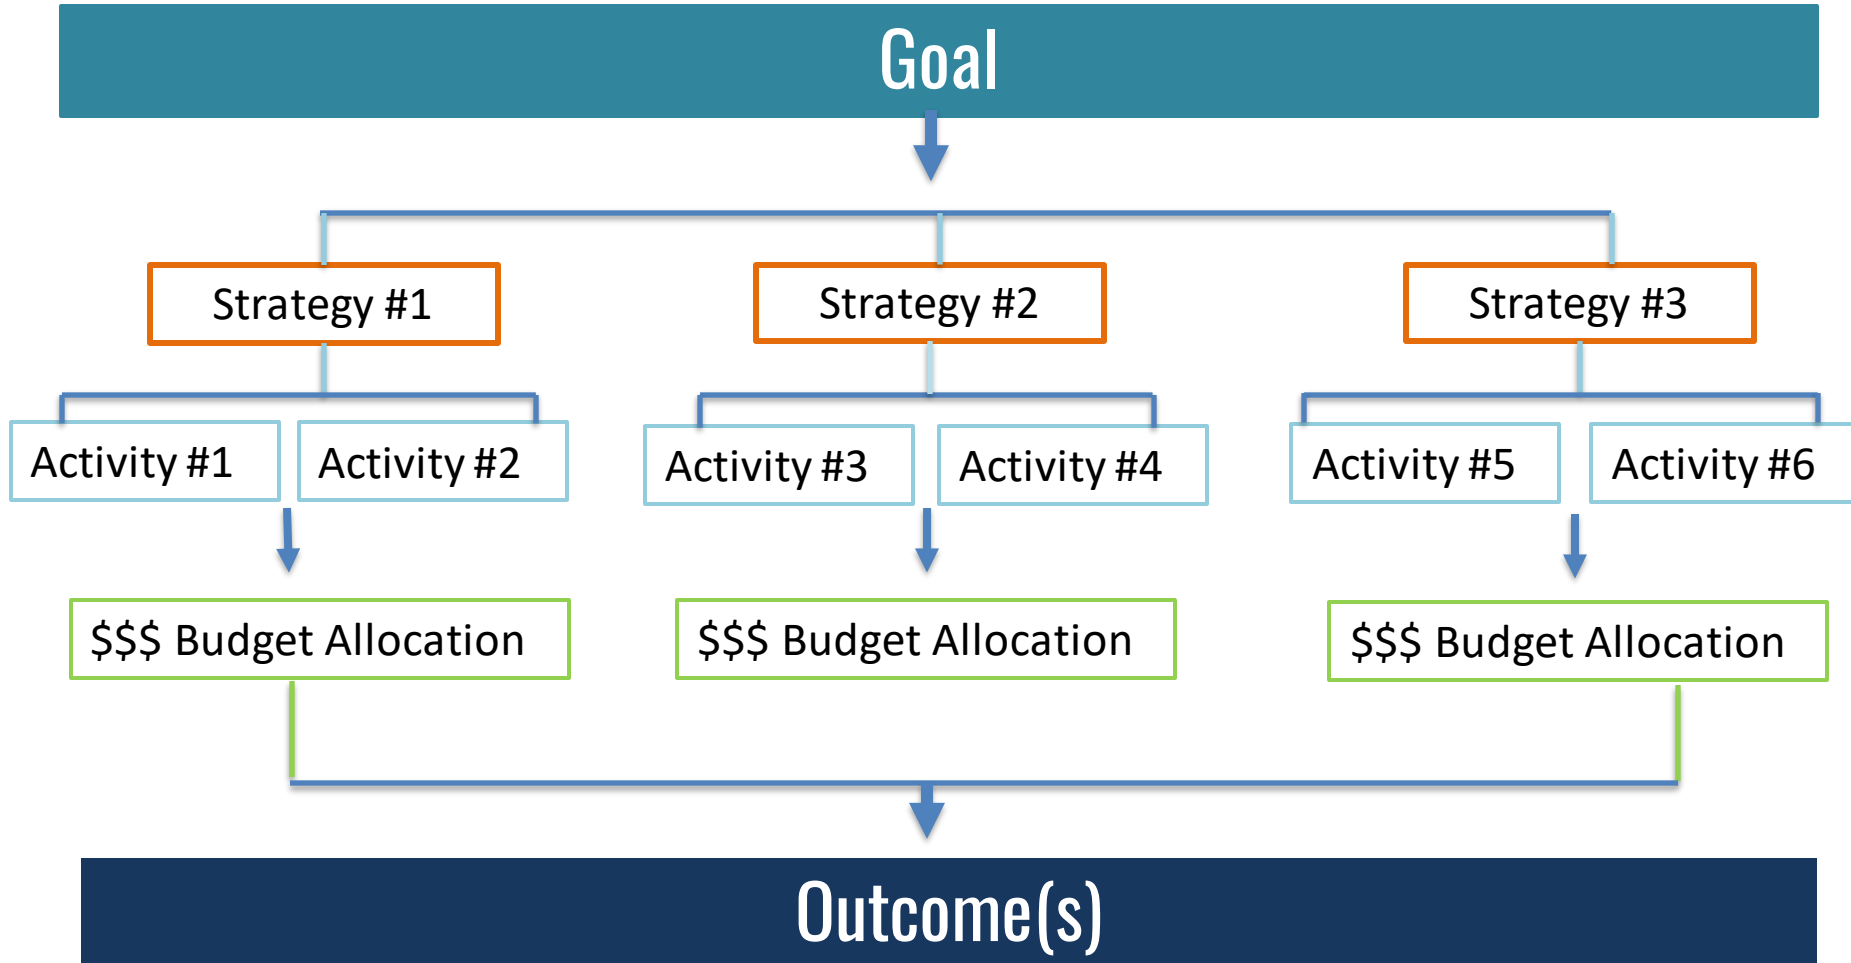 Goal
Strategy #1
Strategy #2
Strategy #3
Activity #1
Activity #2
Activity #3
Activity #4
Activity #5
Activity #6
$$$ Budget Allocation
$$$ Budget Allocation
$$$ Budget Allocation
Outcome(s)